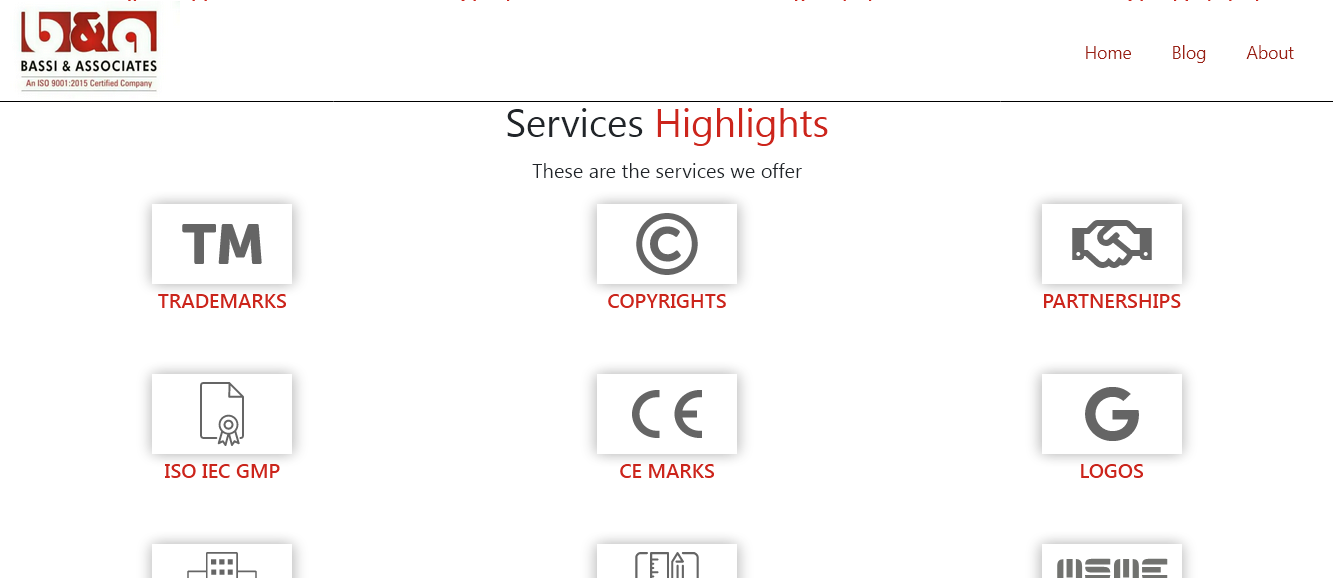 b&a
BASSI & ASSOCIATES
An ISO 9001:2015 Certified Company
Home Blog About
Services Highlights
These are the services we offer
TM © 
TRADEMARKS COPYRIGHTS PARTNERSHIPS
CE G
ISO IEC GMP CE MARKS LOGOS
MSME